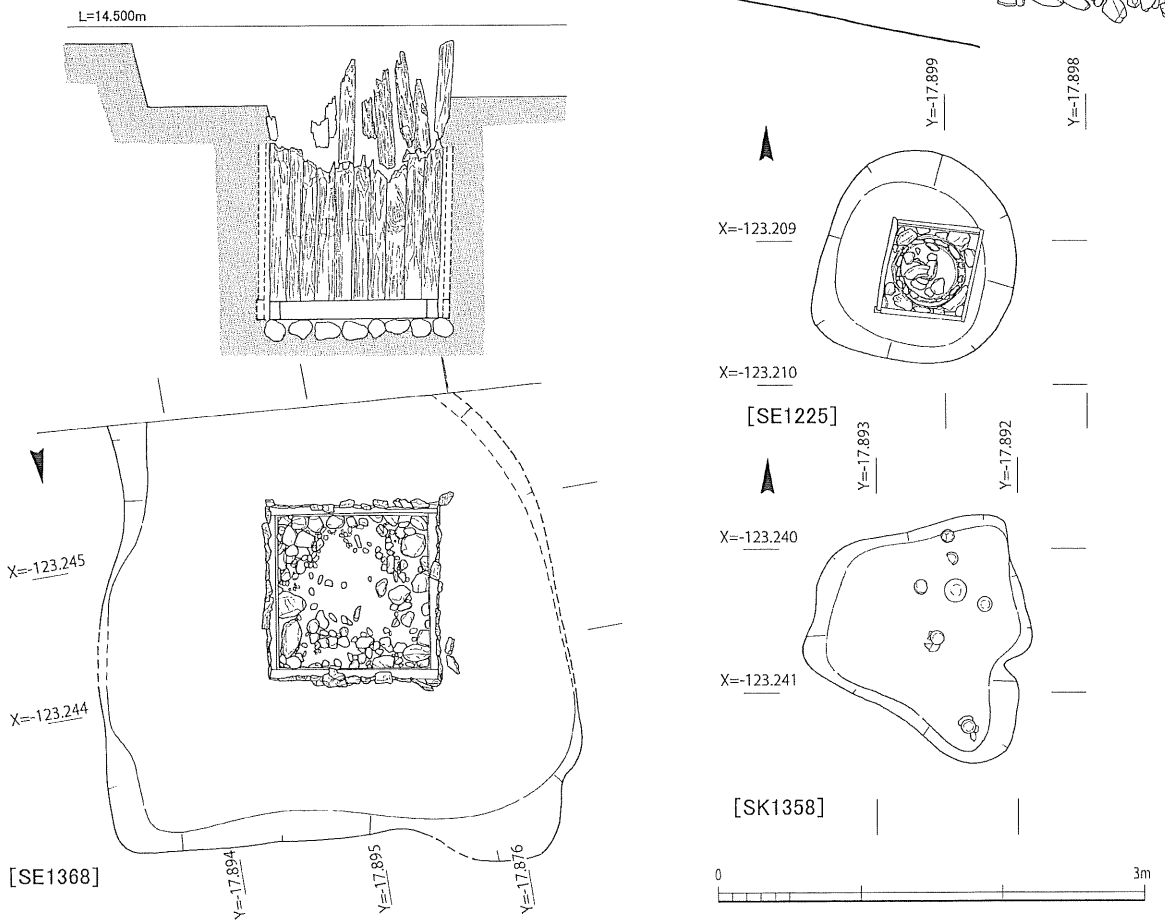 L=14.500m
Y=-17.899
Y=-17.898
X=-123.209
X=-123.210
[SE1225]
Y=-17.893
Y=-17.892
X=-123.240
X=-123.241
[SK1358]
X=-123.245
X=-123.244
Y=-17.894
Y=-17.895
Y=-17.876
[SE1368]
0
3m